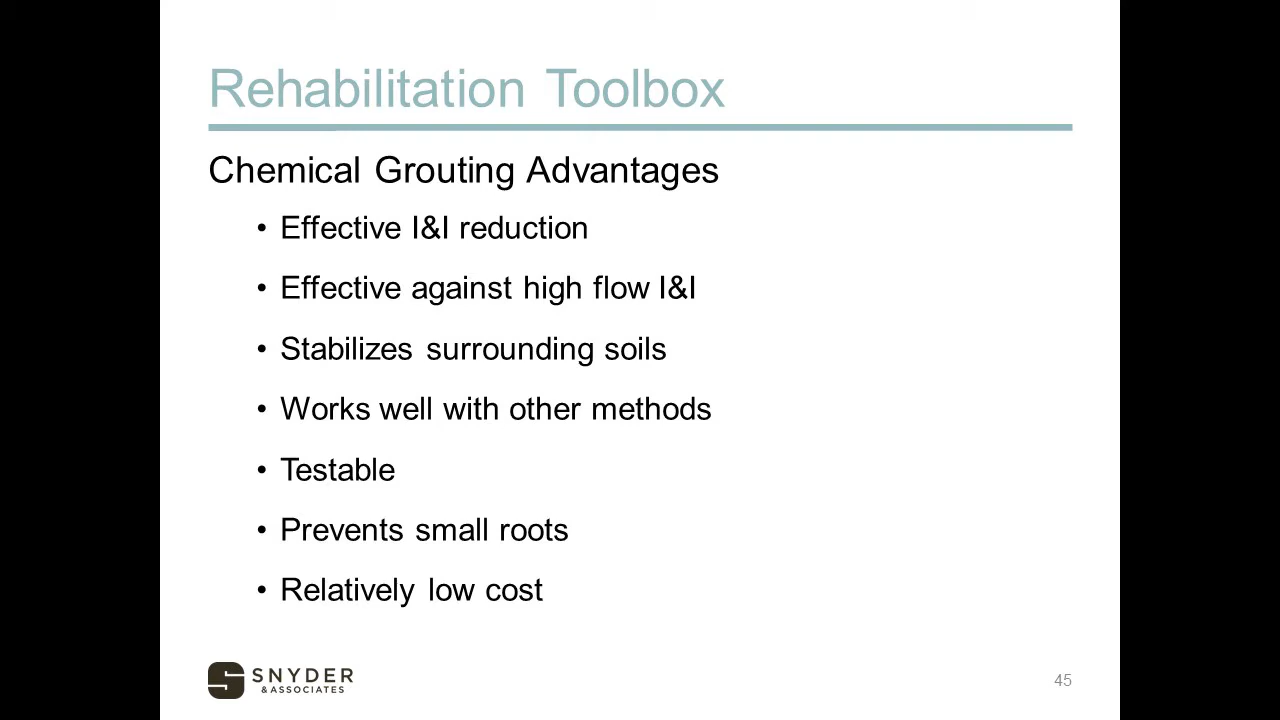 Rehabilitation Toolbox
Chemical Grouting Advantages
• Effective I&I reduction
• Effective against high flow I&I
• Stabilizes surrounding soils
• Works well with other methods
• Testable
• Prevents small roots
• Relatively low cost
SNYDER
& ASSOCIATES
45